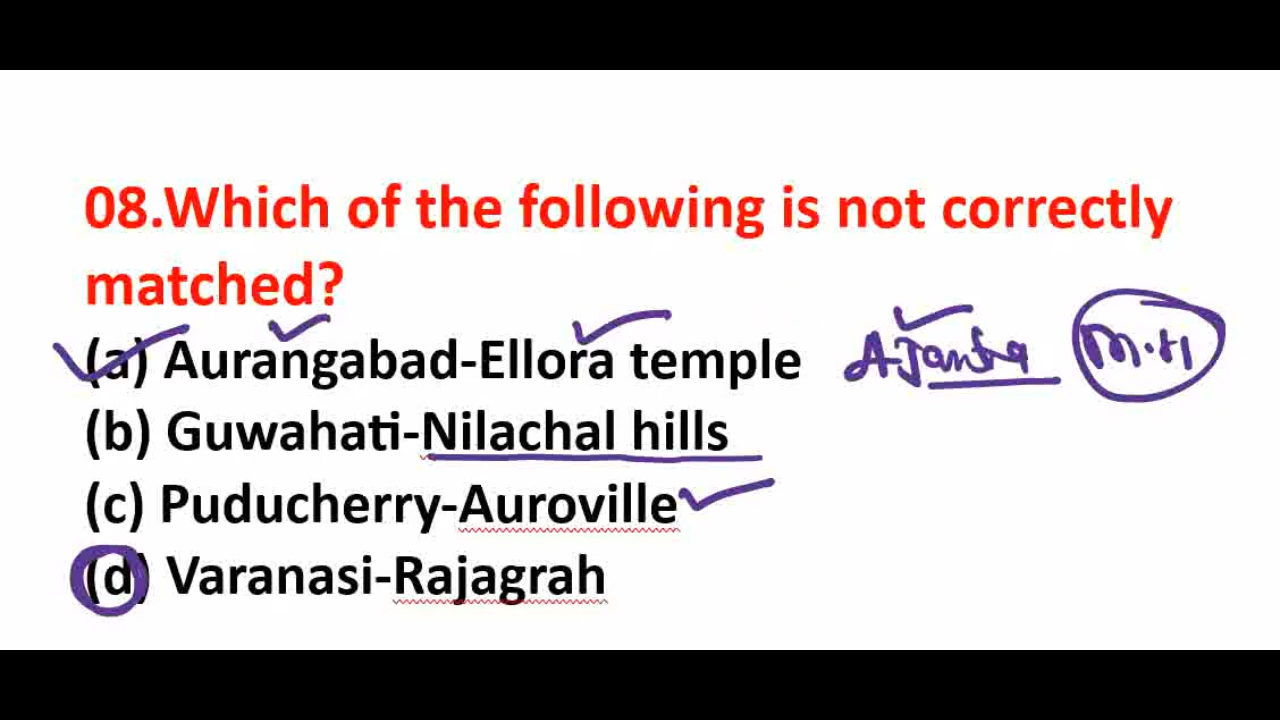 08.Which of the following is not correctly
matched?
(a) Aurangabad-Ellora temple Ajanta M.H
(b) Guwahati-Nilachal hills
(c) Puducherry-Auroville
(d) Varanasi-Rajagrah